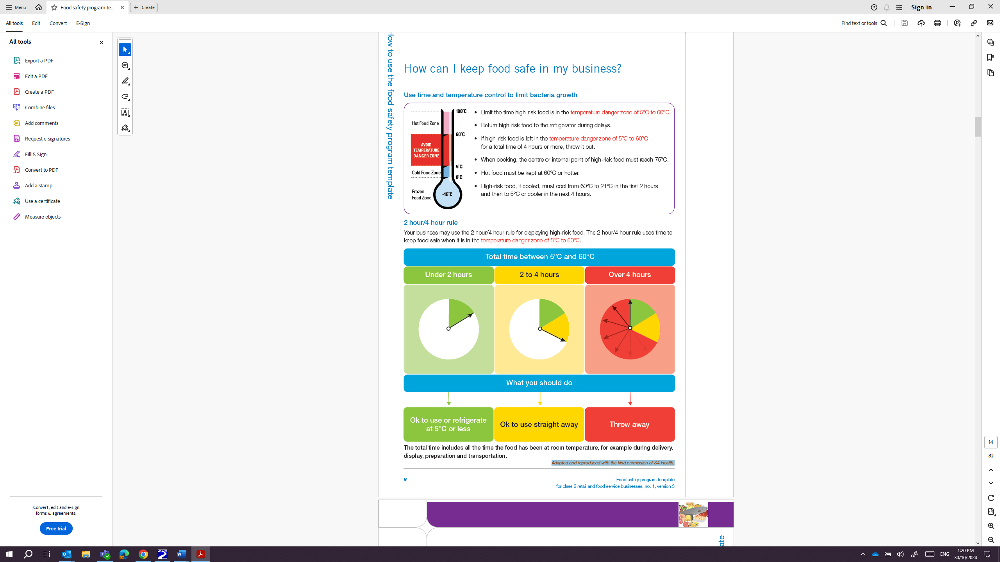 Menu
Food safety program te...
Create
Sign in
All tools
Edit
Convert
E-Sign
Find text or tools
All tools
Export a PDF
Edit a PDF
Create a PDF
Combine files
Add comments
Request e-signatures
Fill & Sign
Convert to PDF
Add a stamp
Use a certificate
Measure objects
Convert, edit and e-sign
forms & agreements.
Free trial
How to use the food safety program template
How can I keep food safe in my business?
Use time and temperature control to limit bacteria growth
100°C
Hot Food Zone
60°C
AVOID
TEMPERATURE
DANGER ZONE
5°C
Cold Food Zone
0°C
Frozen
Food Zone
-15°C
• Limit the time high-risk food is in the temperature danger zone of 5ºC to 60ºC.
• Return high-risk food to the refrigerator during delays.
• If high-risk food is left in the temperature danger zone of 5ºC to 60ºC
for a total time of 4 hours or more, throw it out.
• When cooking, the centre or internal point of high-risk food must reach 75ºC.
• Hot food must be kept at 60ºC or hotter.
• High-risk food, if cooled, must cool from 60ºC to 21ºC in the first 2 hours
and then to 5ºC or cooler in the next 4 hours.
2 hour/4 hour rule
Your business may use the 2 hour/4 hour rule for displaying high-risk food. The 2 hour/4 hour rule uses time to
keep food safe when it is in the temperature danger zone of 5ºC to 60ºC.
Total time between 5°C and 60°C
Under 2 hours
2 to 4 hours
Over 4 hours
What you should do
Ok to use or refrigerate
at 5°C or less
Ok to use straight away
Throw away
The total time includes all the time the food has been at room temperature, for example during delivery,
display, preparation and transportation.
Adapted and reproduced with the kind permission of SA Health.
8
Food safety program template
for class 2 retail and food service businesses, no. 1, version 3
ate
14
82
ENG
1:20 PM
30/10/2024